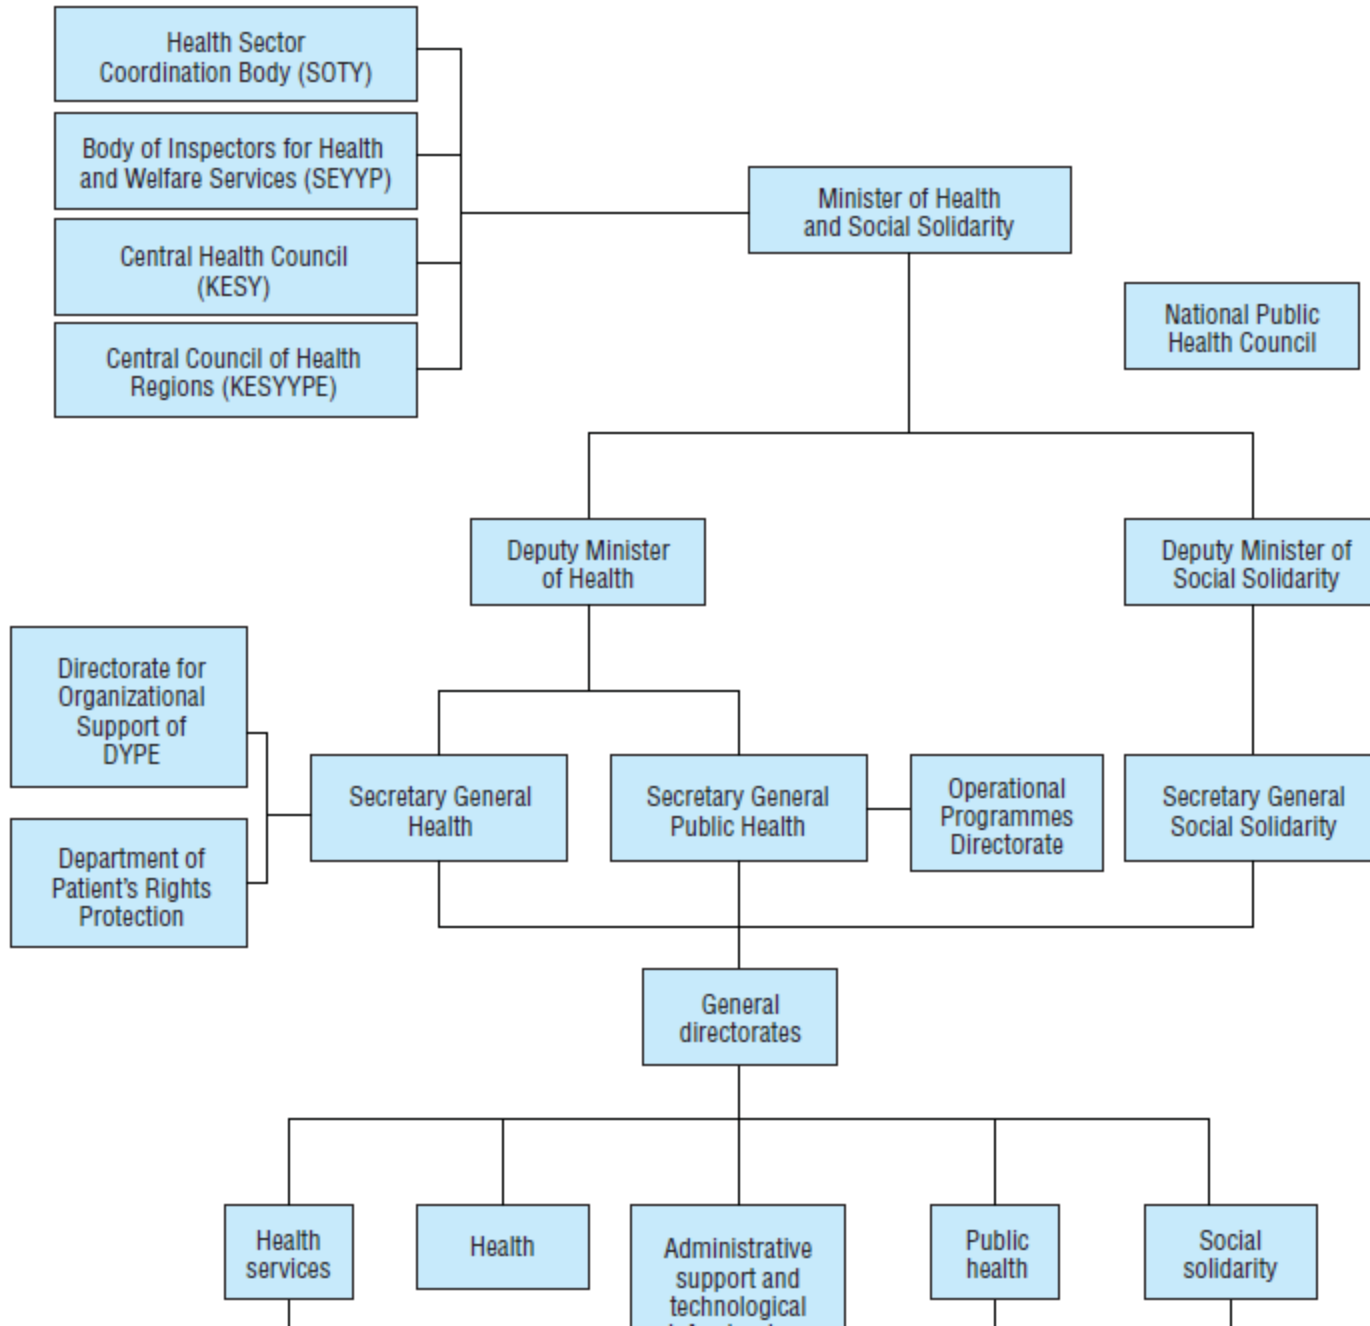 Health Sector
Coordination Body (SOTY)
Body of Inspectors for Health
and Welfare Services (SEYYP)
Central Health Council
(KESY)
Central Council of Health
Regions (KESYYPE)
Minister of Health
and Social Solidarity
National Public
Health Council
Deputy Minister
of Health
Deputy Minister of
Social Solidarity
Directorate for
Organizational
Support of
DYPE
Department of
Patient's Rights
Protection
Secretary General
Health
Secretary General
Public Health
Operational
Programmes
Directorate
Secretary General
Social Solidarity
General
directorates
Health
services
Health
Administrative
support and
technological
Public
health
Social
solidarity